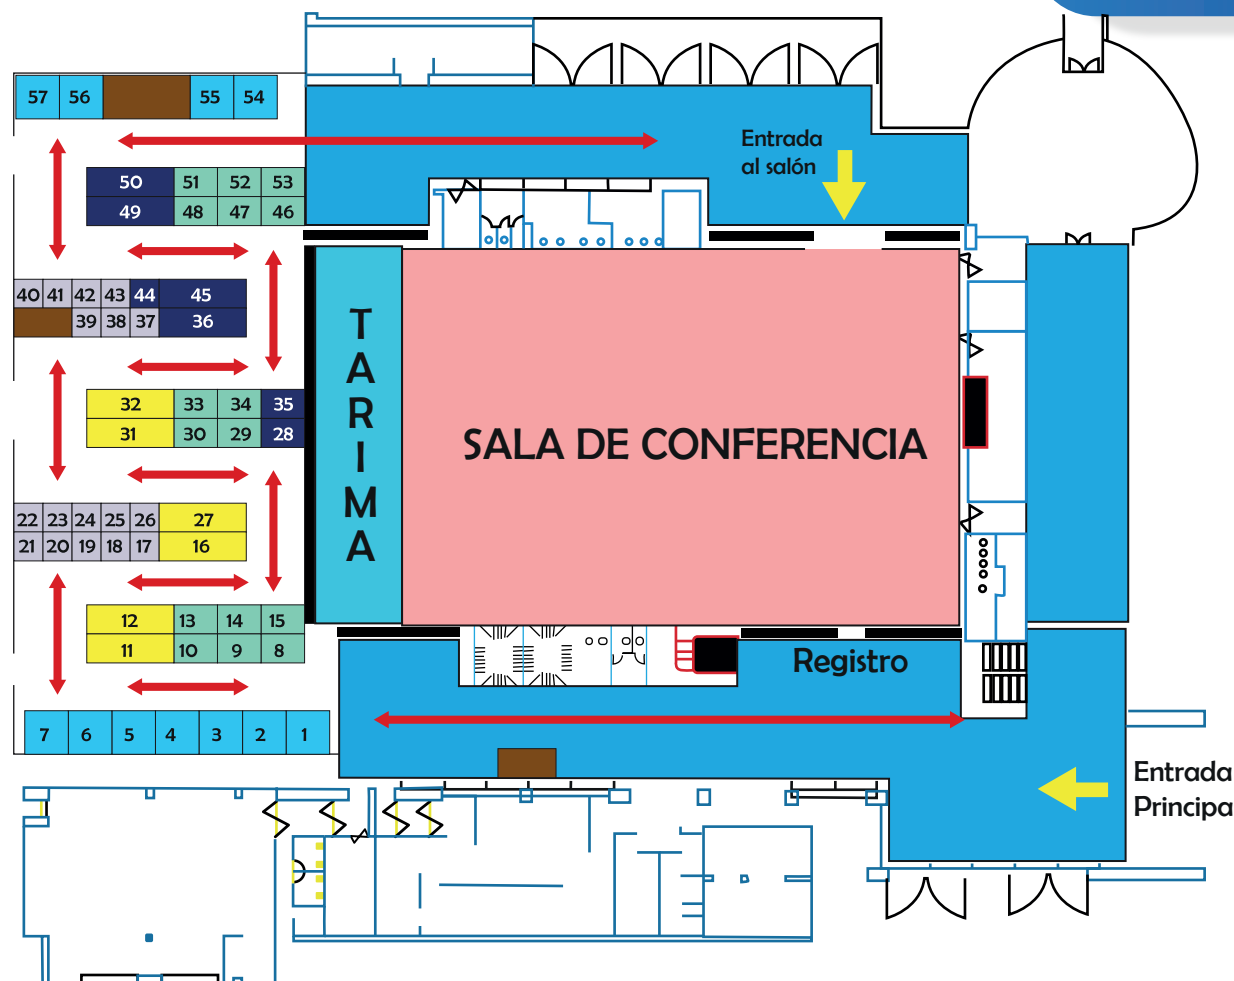 57 56 55 54
Entrada
al salón
50 51 52 53
49 48 47 46
40 41 42 43 44 45
39 38 37 36
TARIMA
32 33 34 35
31 30 29 28
SALA DE CONFERENCIA
22 23 24 25 26 27
21 20 19 18 17 16
12 13 14 15
11 10 9 8
Registro
7 6 5 4 3 2 1
Entrada
Principa